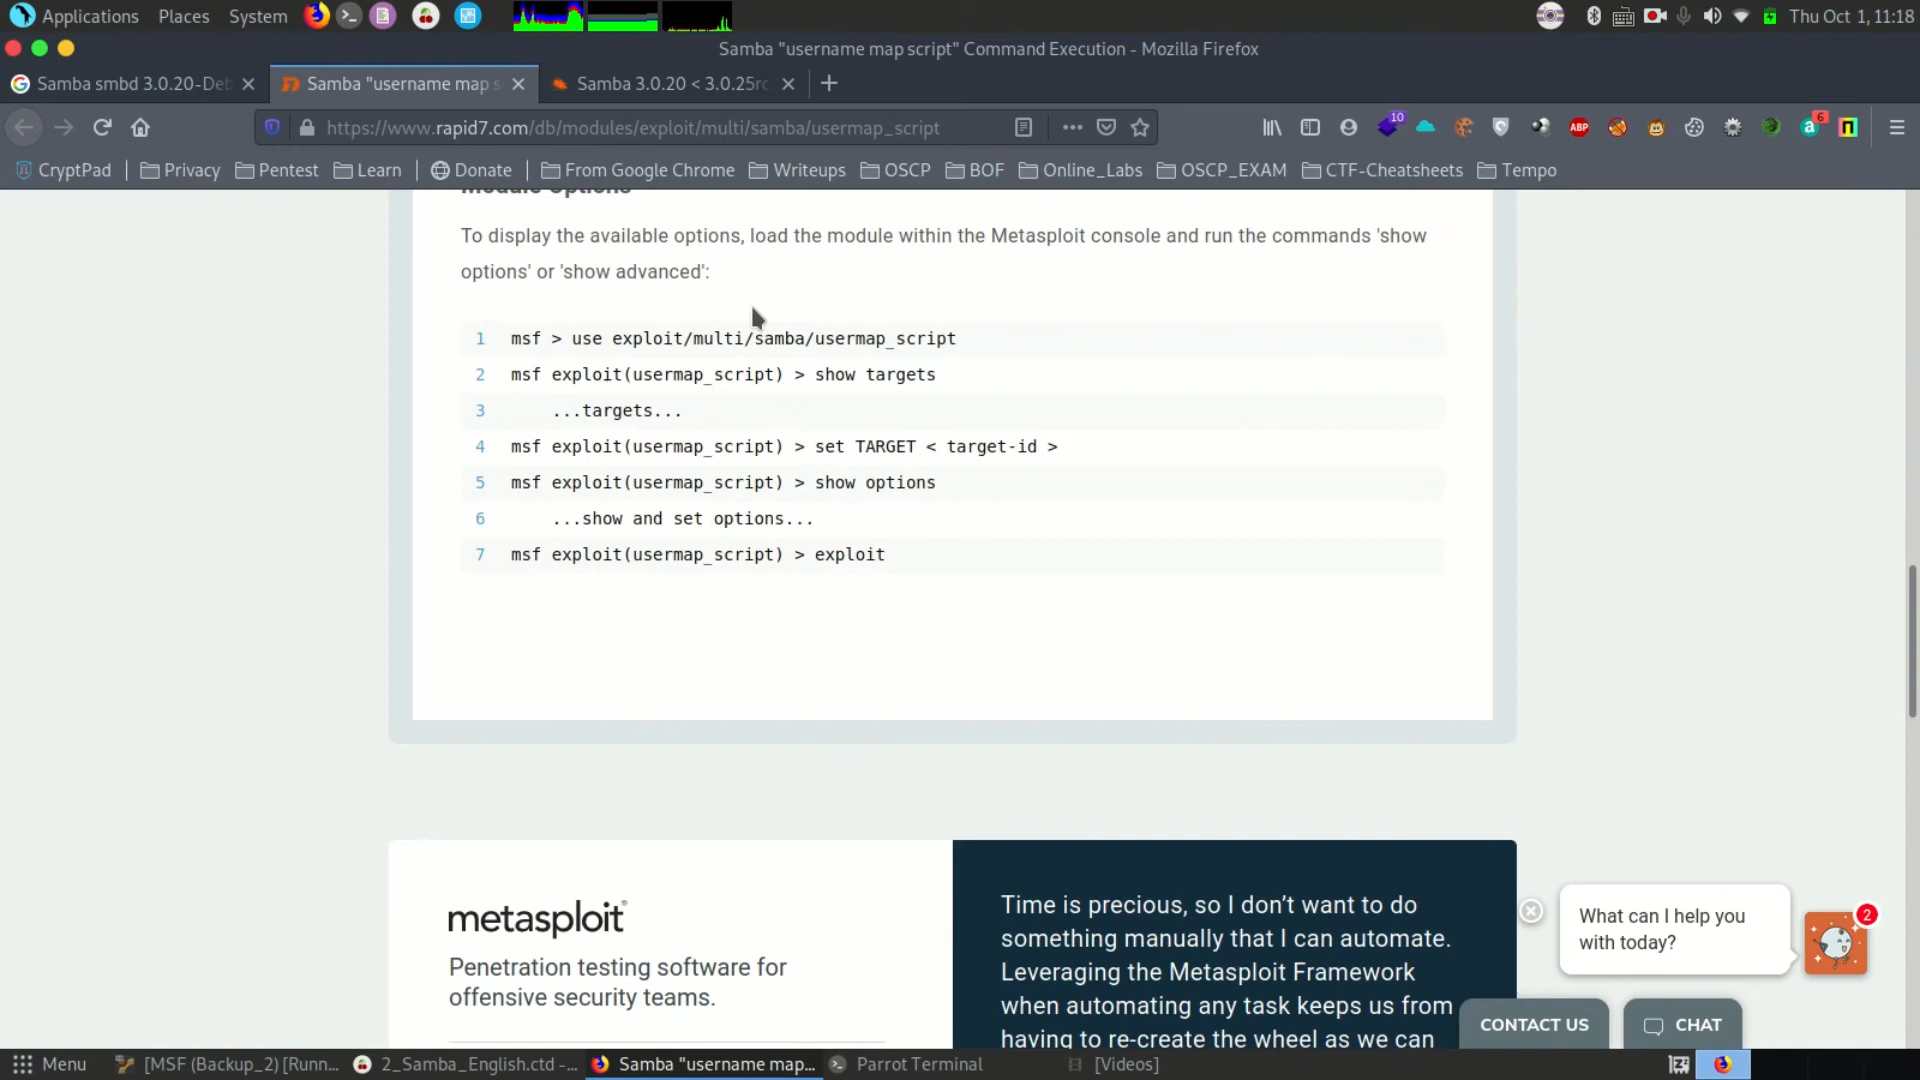 Applications Places System Thu Oct 1, 11:18
Samba "username map script" Command Execution - Mozilla Firefox
Samba smbd 3.0.20-Deb Samba "username map s Samba 3.0.20 < 3.0.25rc
https://www.rapid7.com/db/modules/exploit/multi/samba/usermap_script 10 ABP 6
CryptPad Privacy Pentest Learn Donate From Google Chrome Writeups OSCP BOF Online_Labs OSCP_EXAM CTF-Cheatsheets Tempo
Module Options
To display the available options, load the module within the Metasploit console and run the commands 'show
options' or 'show advanced':
1 msf > use exploit/multi/samba/usermap_script
2 msf exploit(usermap_script) > show targets
3 ...targets...
4 msf exploit(usermap_script) > set TARGET < target-id >
5 msf exploit(usermap_script) > show options
6 ...show and set options...
7 msf exploit(usermap_script) > exploit
metasploit
Penetration testing software for
offensive security teams.
Time is precious, so I don’t want to do
something manually that I can automate.
Leveraging the Metasploit Framework
when automating any task keeps us from
having to re-create the wheel as we can
What can I help you
with today?
2
CONTACT US CHAT
Menu [MSF (Backup_2) [Runn... 2_Samba_English.ctd -... Samba "username map... Parrot Terminal [Videos]